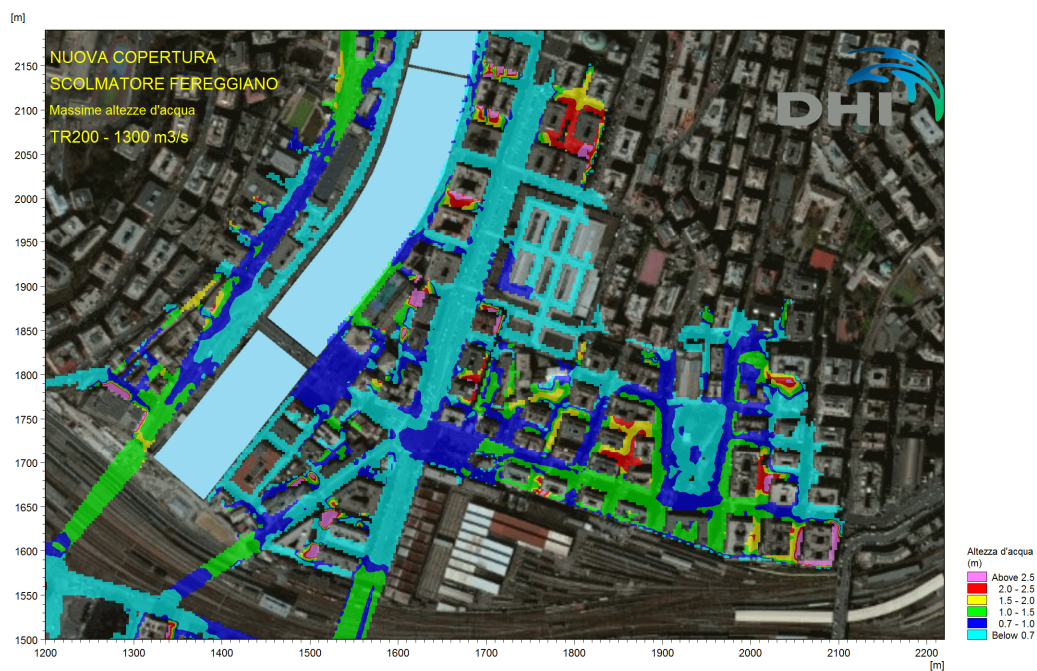 [m]
NUOVA COPERTURA
SCOLMATORE FEREGGIANO
Massime altezze d'acqua
TR200 - 1300 m3/s
DHI
2150
2100
2050
2000
1950
1900
1850
1800
1750
1700
1650
1600
1550
1500
1200 1300 1400 1500 1600 1700 1800 1900 2000 2100 2200
[m]
Altezza d'acqua
(m)
Above 2.5
2.0 - 2.5
1.5 - 2.0
1.0 - 1.5
0.7 - 1.0
Below 0.7